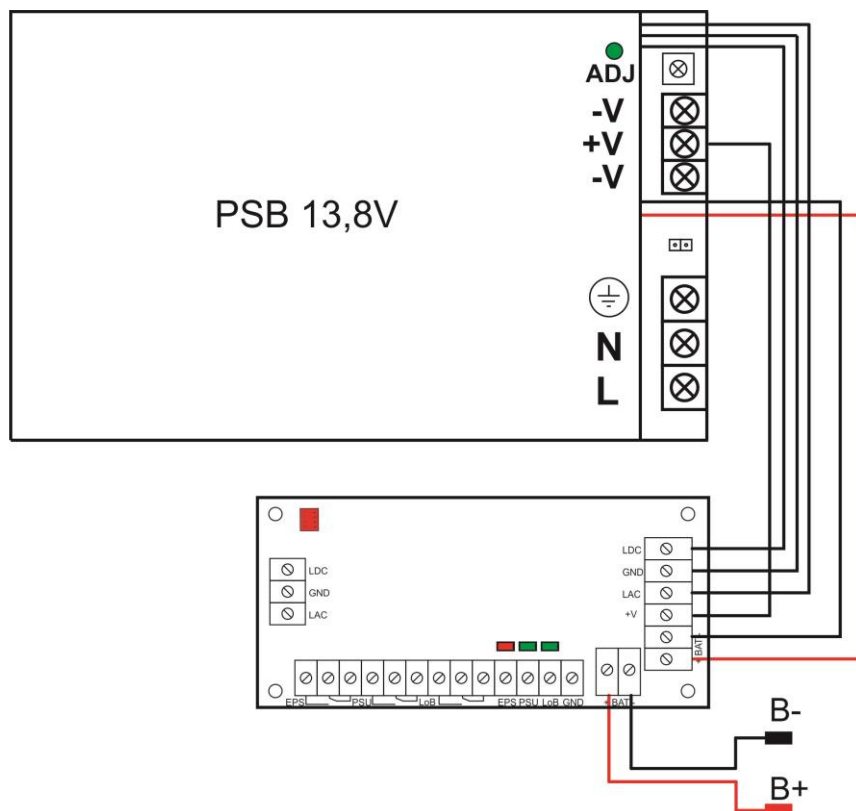 ADJ
-V
+V
-V
PSB 13,8V
N
L
LDC
GND
LAC
+V
+BAT-
LDC
GND
LAC
EPS PSU LoB EPS PSU LoB GND + BAT -
B-
B+